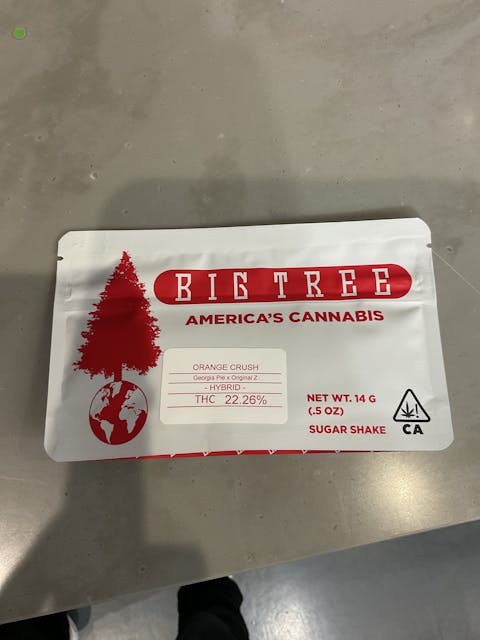 BIG TREE
AMERICA'S CANNABIS
ORANGE CRUSH
Georgia Pie x Original Z
- HYBRID -
THC 22.26%
NET WT. 14 G
(.5 OZ)
SUGAR SHAKE
!
CA